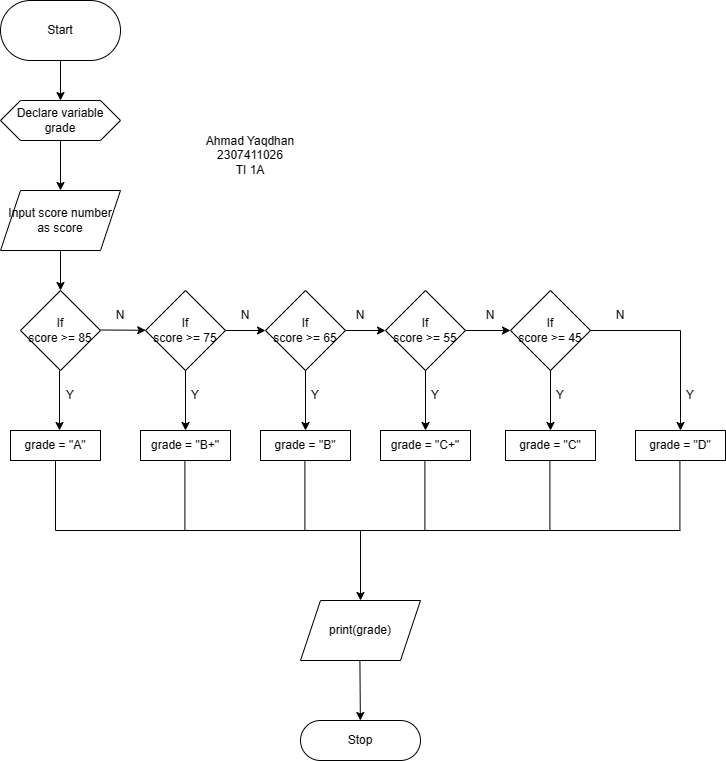 Start
Declare variable
grade
Ahmad Yaqdhan
2307411026
TI 1A
Input score number
as score
If
score >= 85
N
If
score >= 75
N
If
score >= 65
N
If
score >= 55
N
If
score >= 45
N
Y
Y
Y
Y
Y
Y
grade = "A"
grade = "B+"
grade = "B"
grade = "C+"
grade = "C"
grade = "D"
print(grade)
Stop